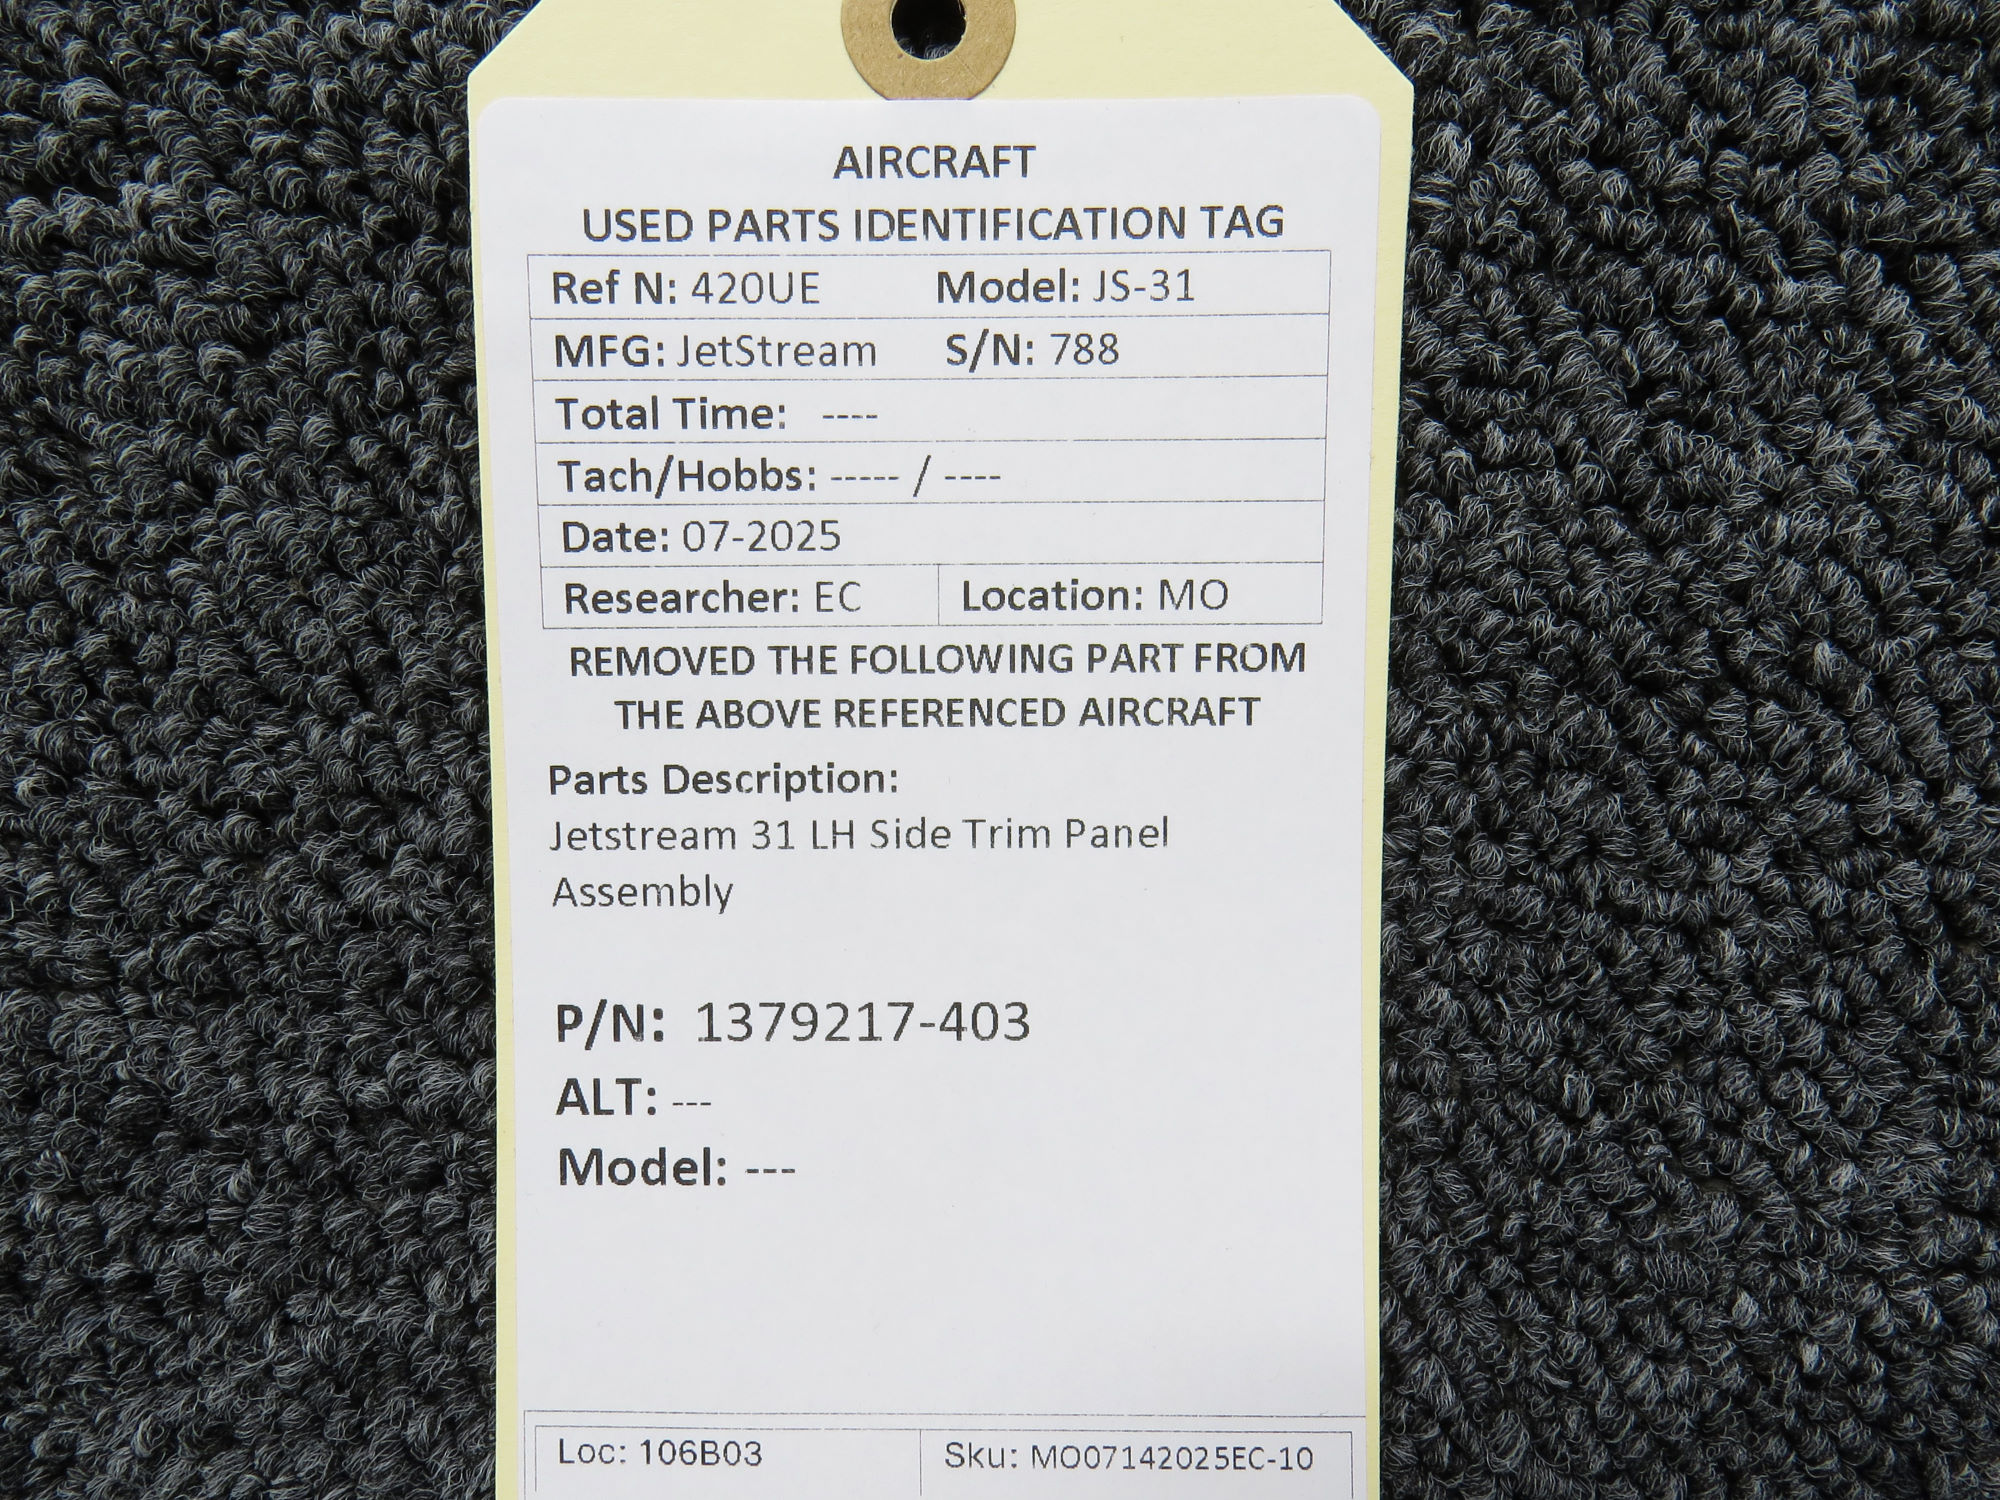 AIRCRAFT
USED PARTS IDENTIFICATION TAG
Ref N: 420UE Model: JS-31
MFG: JetStream S/N: 788
Total Time: ----
Tach/Hobbs: ----- / ----
Date: 07-2025
Researcher: EC Location: MO
REMOVED THE FOLLOWING PART FROM
THE ABOVE REFERENCED AIRCRAFT
Parts Description:
Jetstream 31 LH Side Trim Panel
Assembly
P/N: 1379217-403
ALT: ---
Model: ---
Loc: 106B03 Sku: MO07142025EC-10